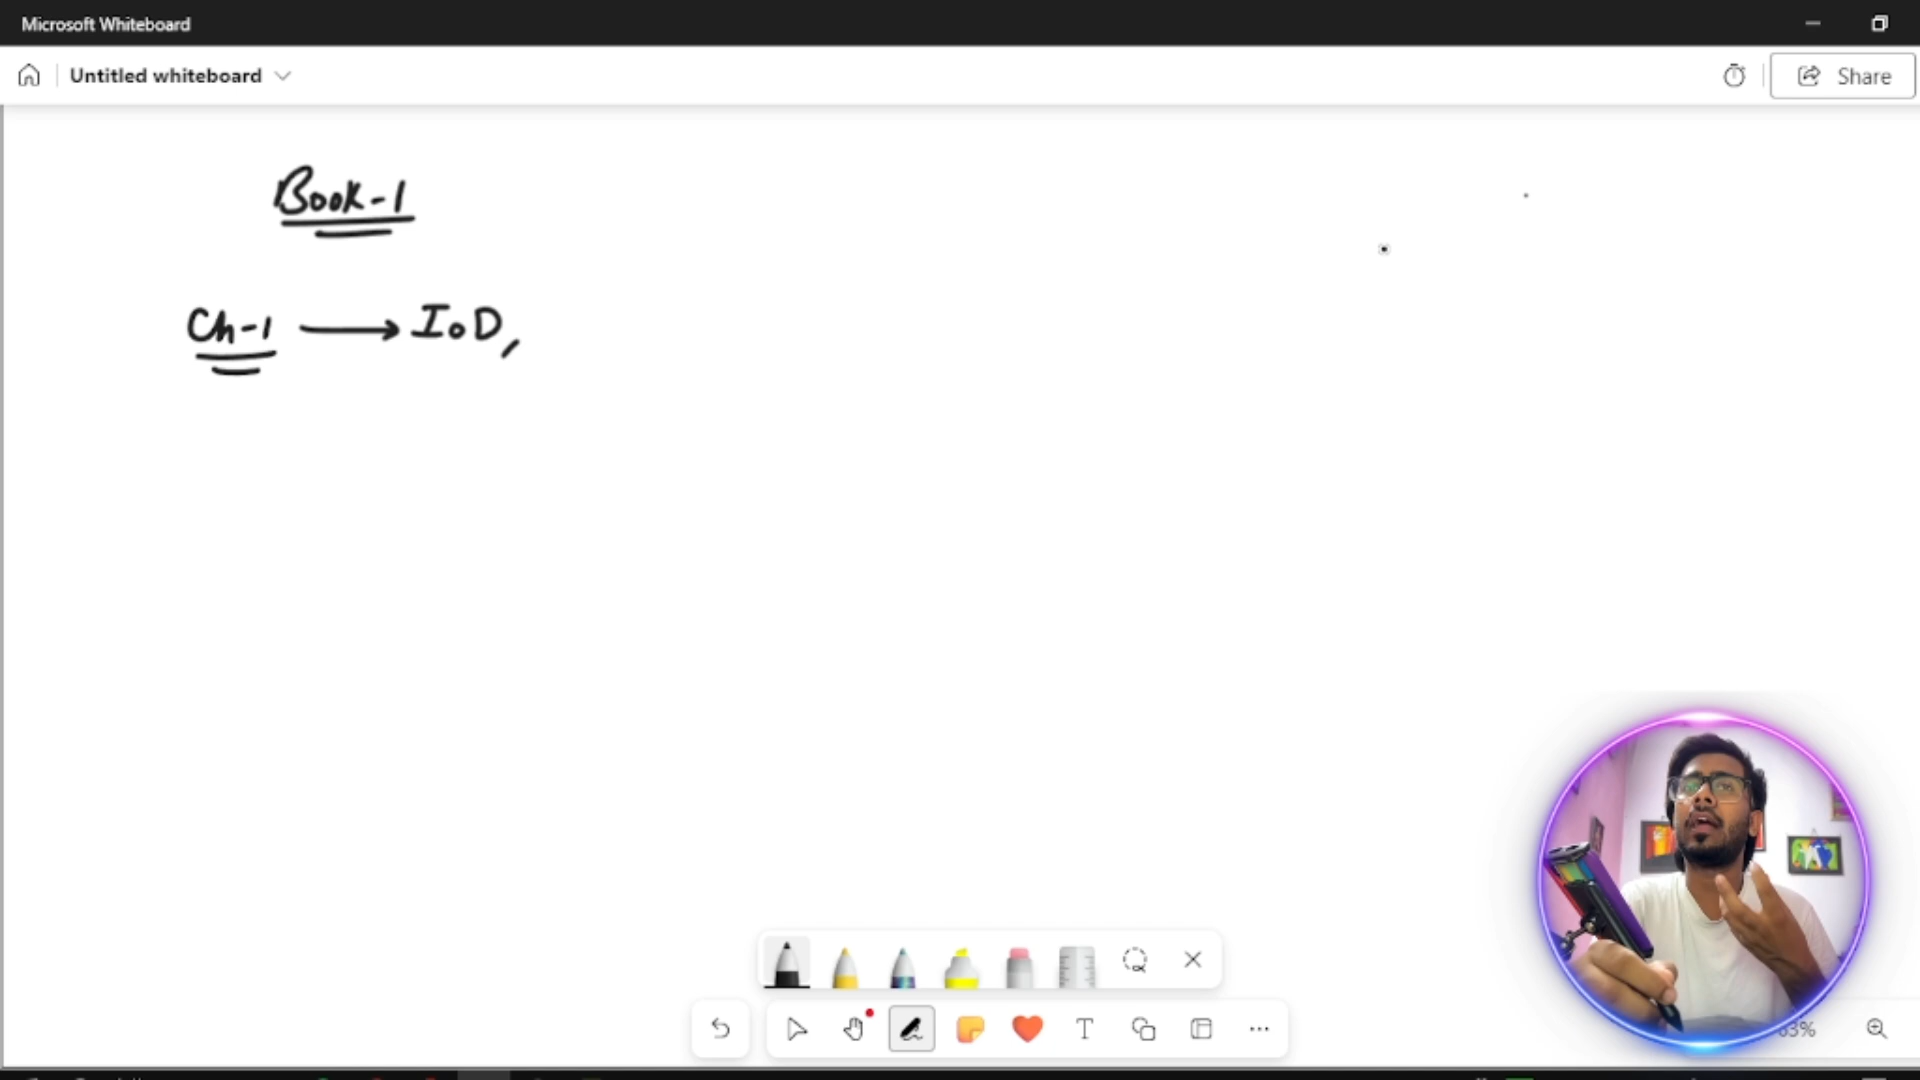 Microsoft Whiteboard
Untitled whiteboard
Share
Book-1
Ch-1 → IoD,
T